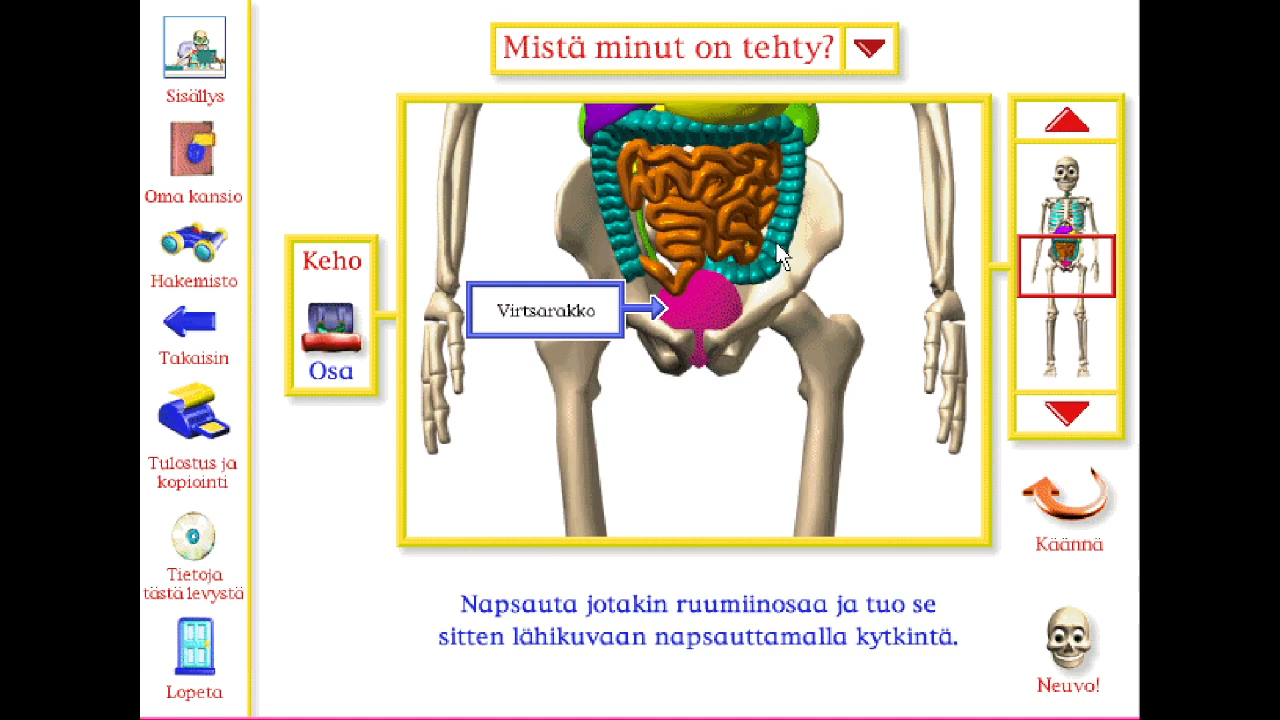 Mistä minut on tehty?
Sisällys
Oma kansio
Hakemisto
Takaisin
Tulostus ja
kopiointi
Tietoja
tästä levystä
Lopeta
Keho
Osa
Virtsarakko
Käännä
Neuvo!
Napsauta jotakin ruumiinosaa ja tuo se
sitten lähikuvaan napsauttamalla kytkintä.